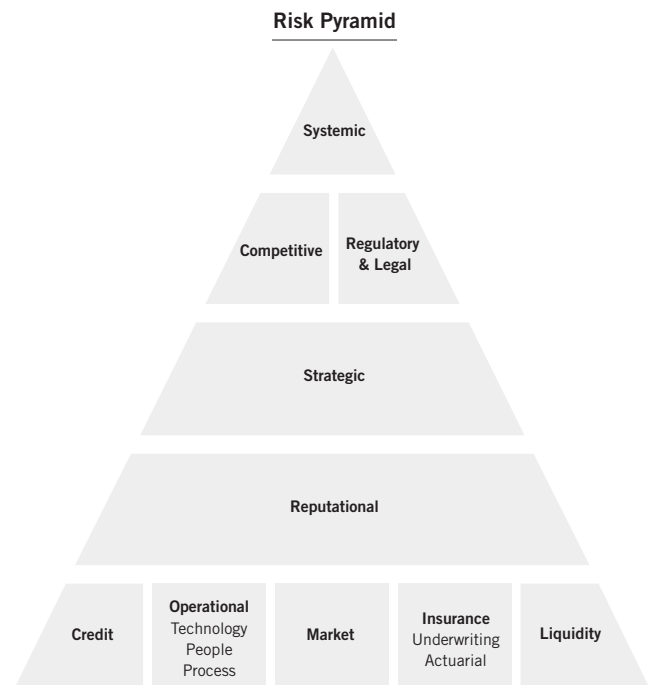 Risk Pyramid
Systemic
Competitive
Regulatory
& Legal
Strategic
Reputational
Credit
Operational
Technology
People
Process
Market
Insurance
Underwriting
Actuarial
Liquidity